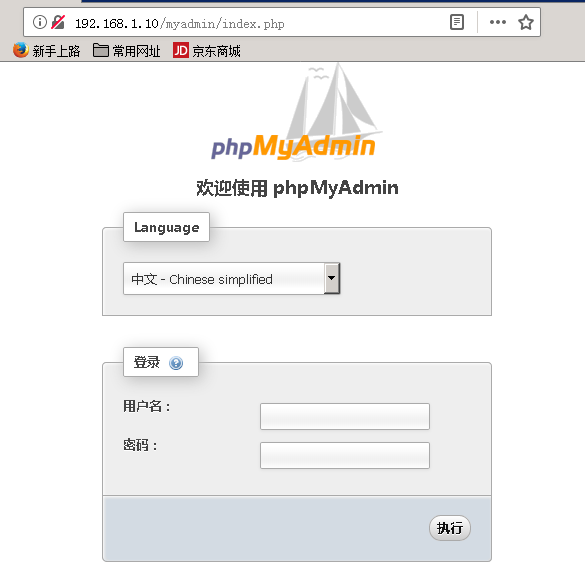 192.168.1.10/myadmin/index.php
新手上路 常用网址 JD 京东商城
phpMyAdmin
欢迎使用 phpMyAdmin
Language
中文 - Chinese simplified
登录 ?
用户名：
密码：
执行